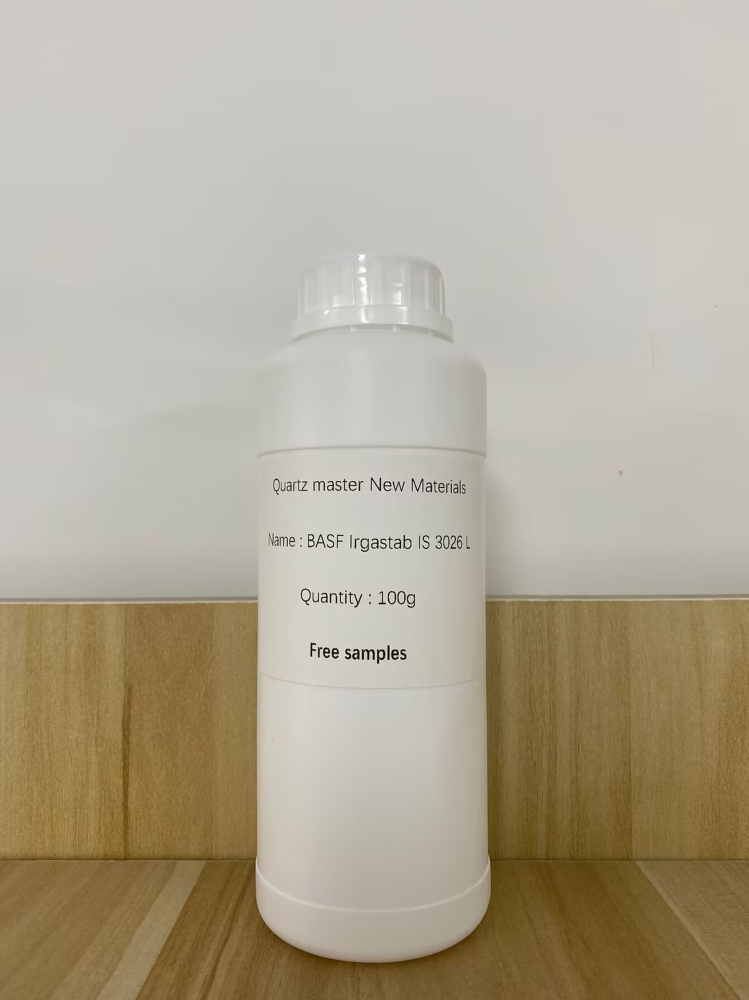 Quartz master New Materials
Name : BASF Irgastab IS 3026 L
Quantity : 100g
Free samples